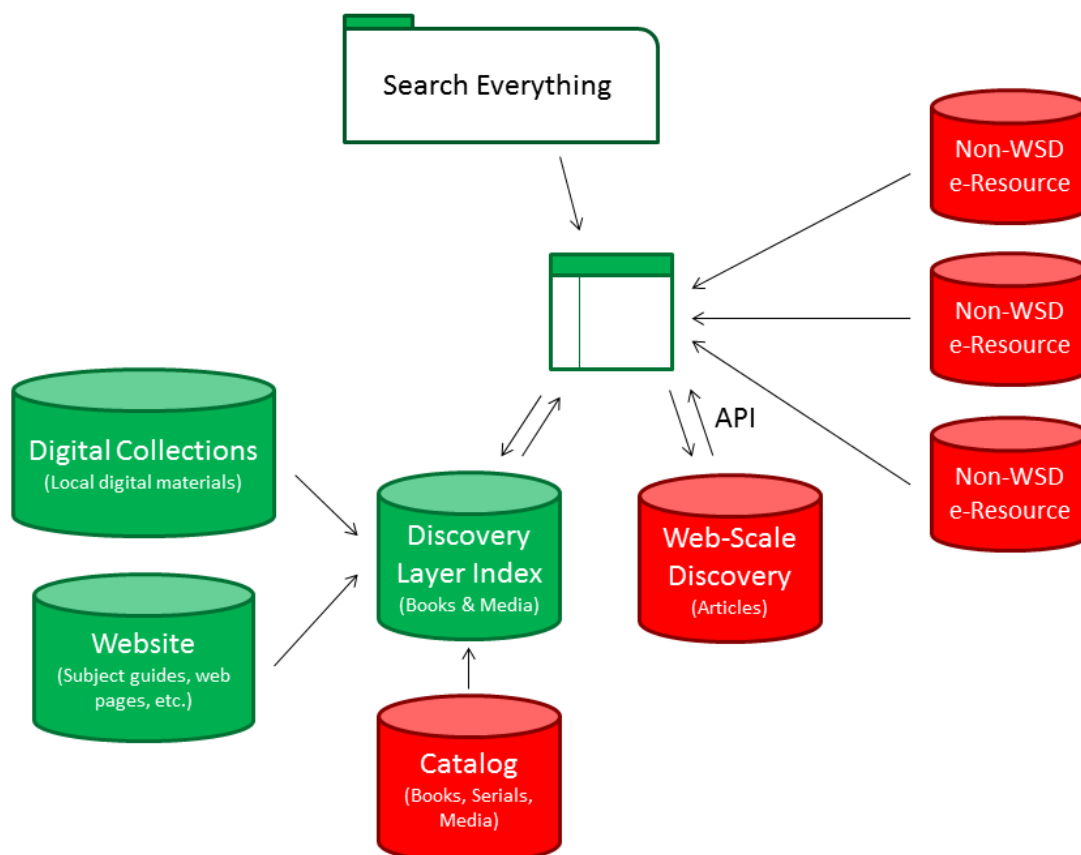 Search Everything
Non-WSD
e-Resource
Non-WSD
e-Resource
Non-WSD
e-Resource
API
Digital Collections
(Local digital materials)
Discovery
Layer Index
(Books & Media)
Web-Scale
Discovery
(Articles)
Website
(Subject guides, web
pages, etc.)
Catalog
(Books, Serials,
Media)